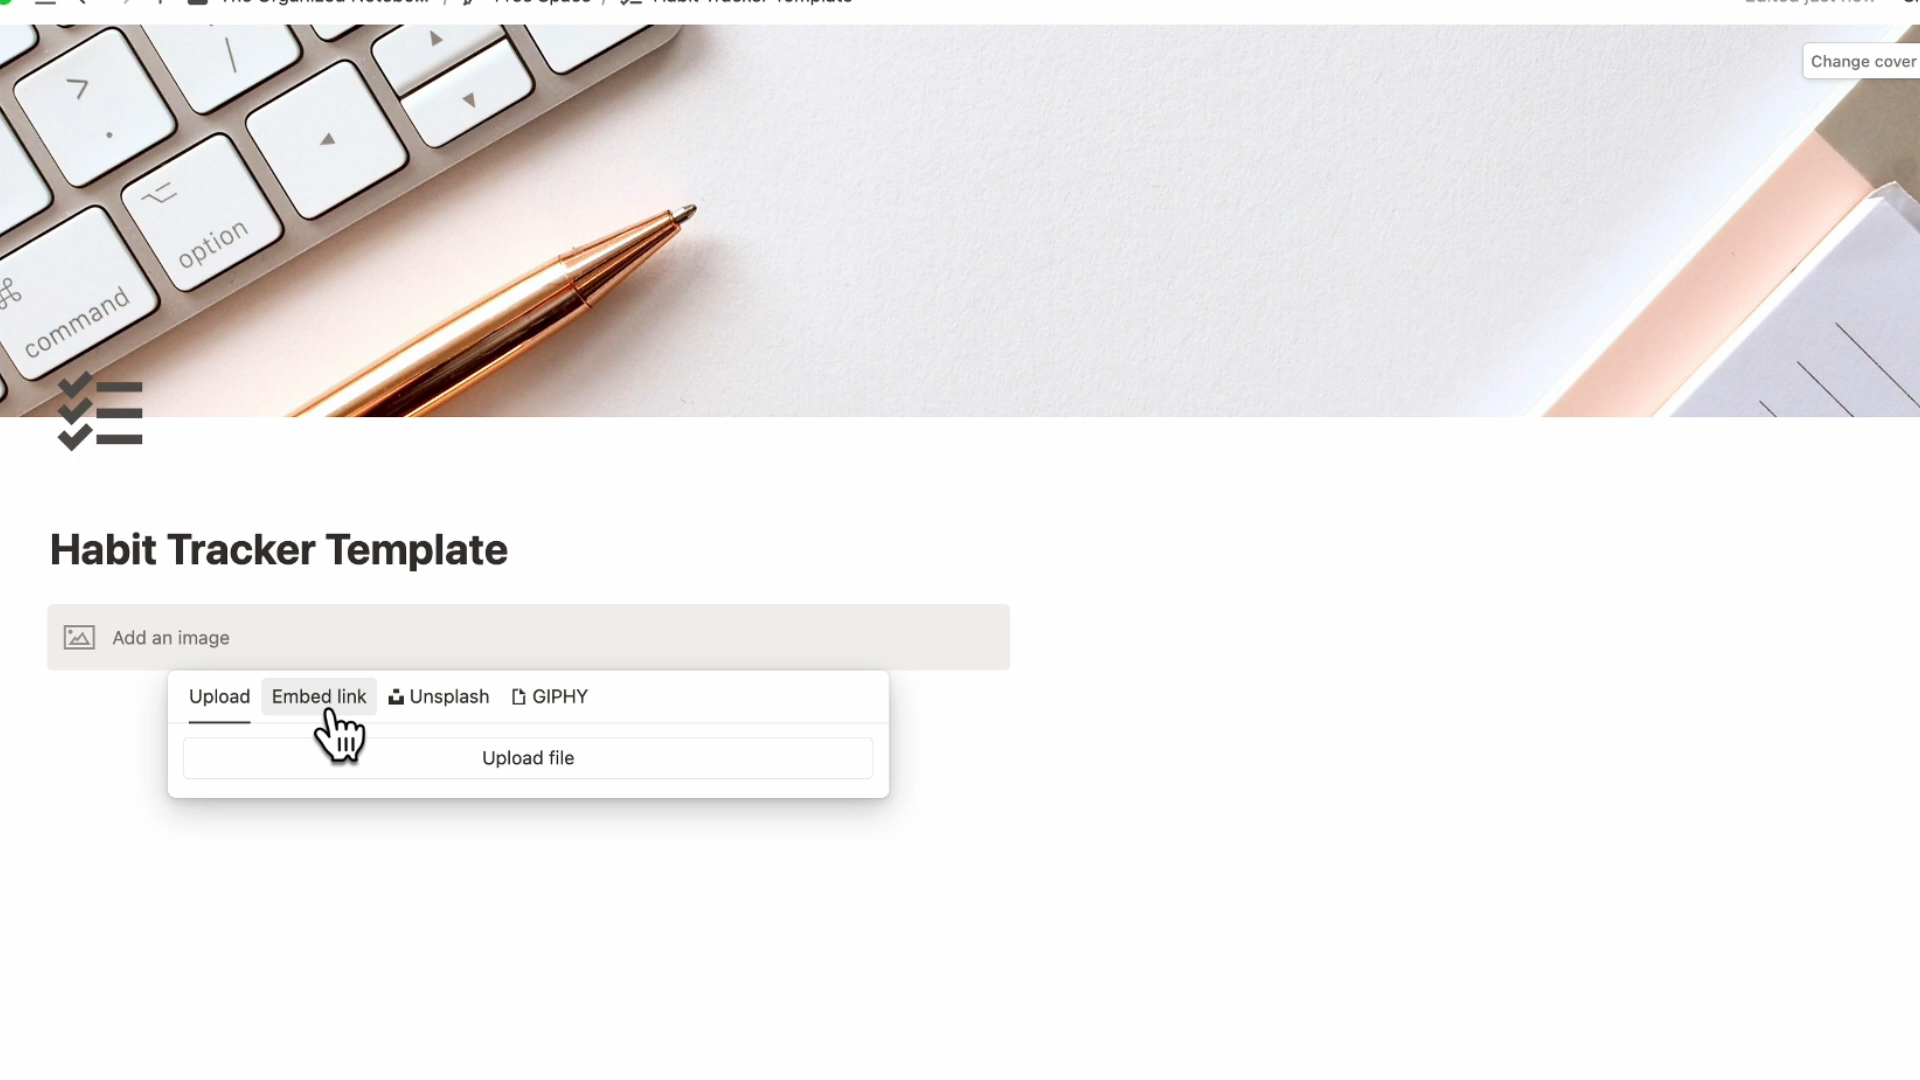 Change cover
option
command
Habit Tracker Template
Add an image
Upload Embed link Unsplash GIPHY
Upload file